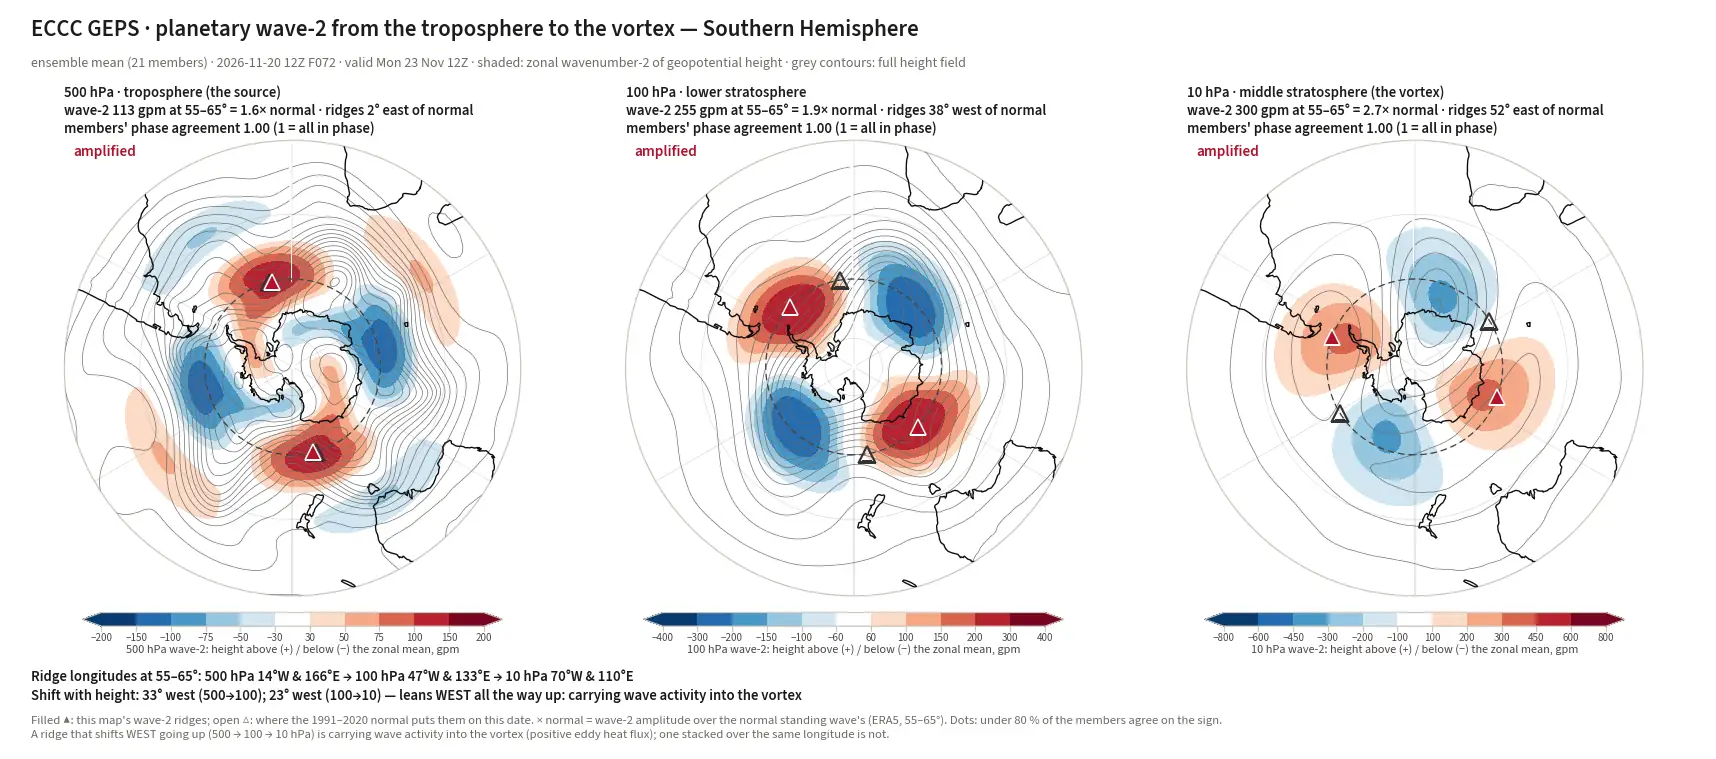 ECCC GEPS · planetary wave-2 from the troposphere to the vortex — Southern Hemisphere
ensemble mean (21 members) · 2026-11-20 12Z F072 · valid Mon 23 Nov 12Z · shaded: zonal wavenumber-2 of geopotential height · grey contours: full height field
500 hPa · troposphere (the source)
wave-2 113 gpm at 55–65° = 1.6× normal · ridges 2° east of normal
members' phase agreement 1.00 (1 = all in phase)
amplified
100 hPa · lower stratosphere
wave-2 255 gpm at 55–65° = 1.9× normal · ridges 38° west of normal
members' phase agreement 1.00 (1 = all in phase)
amplified
10 hPa · middle stratosphere (the vortex)
wave-2 300 gpm at 55–65° = 2.7× normal · ridges 52° east of normal
members' phase agreement 1.00 (1 = all in phase)
amplified
−200 −150 −100 −75 −50 −30 30 50 75 100 150 200
500 hPa wave-2: height above (+) / below (−) the zonal mean, gpm
−400 −300 −200 −150 −100 −60 60 100 150 200 300 400
100 hPa wave-2: height above (+) / below (−) the zonal mean, gpm
−800 −600 −450 −300 −200 −100 100 200 300 450 600 800
10 hPa wave-2: height above (+) / below (−) the zonal mean, gpm
Ridge longitudes at 55–65°: 500 hPa 14°W & 166°E → 100 hPa 47°W & 133°E → 10 hPa 70°W & 110°E
Shift with height: 33° west (500→100); 23° west (100→10) — leans WEST all the way up: carrying wave activity into the vortex
Filled ▲: this map's wave-2 ridges; open △: where the 1991–2020 normal puts them on this date. × normal = wave-2 amplitude over the normal standing wave's (ERA5, 55–65°). Dots: under 80 % of the members agree on the sign.
A ridge that shifts WEST going up (500 → 100 → 10 hPa) is carrying wave activity into the vortex (positive eddy heat flux); one stacked over the same longitude is not.